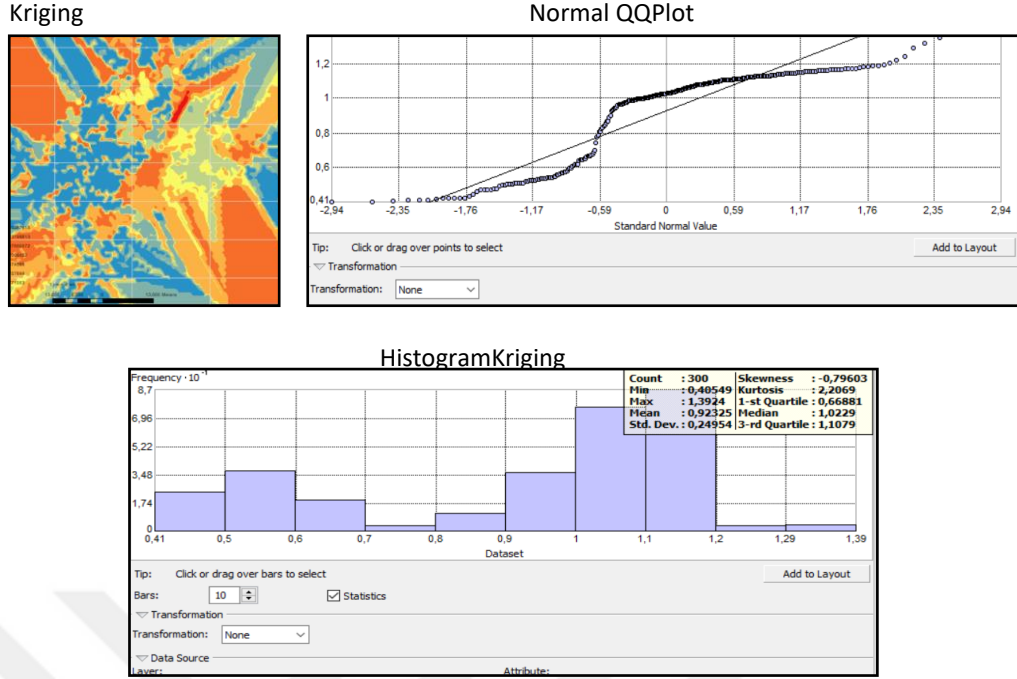 Kriging
Normal QQPlot
1,2
1
0,8
0,6
0,41
-2,94 -2,35 -1,76 -1,17 -0,59 0 0,59 1,17 1,76 2,35 2,94
Standard Normal Value
Tip: Click or drag over points to select
Add to Layout
Transformation
Transformation: None
HistogramKriging
Frequency · 10⁻¹
Count : 300 Skewness : -0,79603
Min : 0,40549 Kurtosis : 2,2069
Max : 1,3924 1-st Quartile : 0,66881
Mean : 0,92325 Median : 1,0229
Std. Dev. : 0,24954 3-rd Quartile : 1,1079
8,7
6,96
5,22
3,48
1,74
0
0,41 0,5 0,6 0,7 0,8 0,9 1 1,1 1,2 1,29 1,39
Dataset
Tip: Click or drag over bars to select
Add to Layout
Bars: 10 Statistics
Transformation
Transformation: None
Data Source
Layer: Attribute: